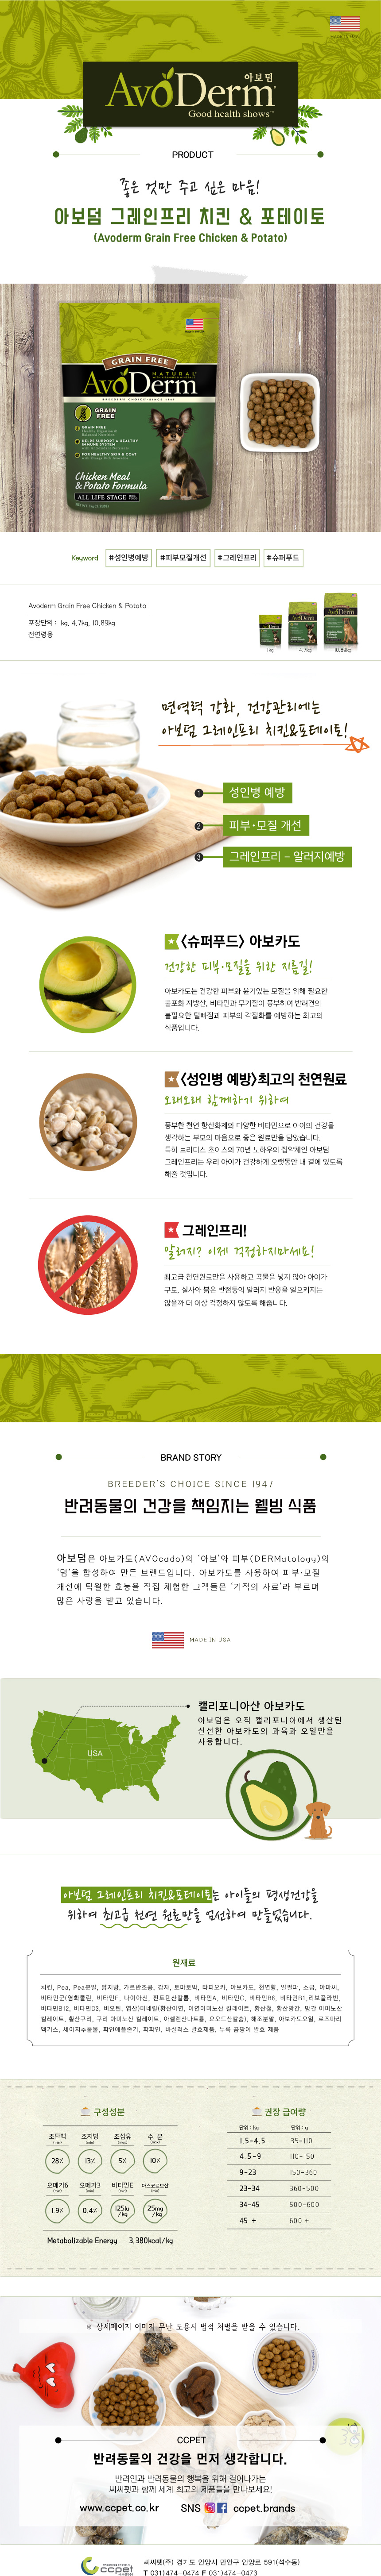 아보덤
AvoDerm
Good health shows™
PRODUCT
좋은 것만 주고 싶은 마음!
아보덤 그레인프리 치킨 & 포테이토
(Avoderm Grain Free Chicken & Potato)
GRAIN FREE
NATURAL
AvoDerm
BREEDER'S CHOICE • SINCE 1947
GRAIN
FREE
GRAIN FREE
HELPS SUPPORT A HEALTHY
IMMUNE SYSTEM
FOR HEALTHY SKIN & COAT
Chicken Meal
& Potato Formula
ALL LIFE STAGE
Keyword #성인병예방 #피부모질개선 #그레인프리 #슈퍼푸드
Avoderm Grain Free Chicken & Potato
포장단위 : 1kg, 4.7kg, 10.89kg
전연령용
1kg 4.7kg 10.89kg
면역력 강화, 건강관리에는
아보덤 그레인프리 치킨&포테이토!
1 성인병 예방
2 피부·모질 개선
3 그레인프리 - 알러지예방
<슈퍼푸드> 아보카도
건강한 피부·모질을 위한 지름길!
아보카도는 건강한 피부와 윤기있는 모질을 위해 필요한
불포화 지방산, 비타민과 무기질이 풍부하여 반려견의
불필요한 털빠짐과 피부의 각질화를 예방하는 최고의
식품입니다.
<성인병 예방>최고의 천연원료
오래오래 함께하기 위하여
풍부한 천연 항산화제와 다양한 비타민으로 아이의 건강을
생각하는 부모의 마음으로 좋은 원료만을 담았습니다.
특히 브리더스 초이스의 70년 노하우의 집약체인 아보덤
그레인프리는 우리 아이가 건강하게 오랫동안 내 곁에 있도록
해줄 것입니다.
그레인프리!
알러지? 이제 걱정하지마세요!
최고급 천연원료만을 사용하고 곡물을 넣지 않아 아이가
구토, 설사와 붉은 반점등의 알러지 반응을 일으키지는
않을까 더 이상 걱정하지 않도록 해줍니다.
BRAND STORY
BREEDER'S CHOICE SINCE 1947
반려동물의 건강을 책임지는 웰빙 식품
아보덤은 아보카도(AVOcado)의 '아보'와 피부(DERMatology)의
'덤'을 합성하여 만든 브랜드입니다. 아보카도를 사용하여 피부·모질
개선에 탁월한 효능을 직접 체험한 고객들은 '기적의 사료'라 부르며
많은 사랑을 받고 있습니다.
MADE IN USA
캘리포니아산 아보카도
아보덤은 오직 캘리포니아에서 생산된
신선한 아보카도의 과육과 오일만을
사용합니다.
USA
아보덤 그레인프리 치킨&포테이토는 아이들의 평생건강을
위하여 최고급 천연 원료만을 엄선하여 만들었습니다.
원재료
치킨, Pea, Pea분말, 닭지방, 가르반조콩, 감자, 토마토박, 타피오카, 아보카도, 천연향, 알팔파, 소금, 아마씨,
비타민군(염화콜린, 비타민E, 나이아신, 판토텐산칼륨, 비타민A, 비타민C, 비타민B6, 비타민B1,리보플라빈,
비타민B12, 비타민D3, 비오틴, 엽산)미네랄(황산아연, 아연아미노산 킬레이트, 황산철, 황산망간, 망간 아미노산
킬레이트, 황산구리, 구리 아미노산 킬레이트, 아셀렌산나트륨, 요오드산칼슘), 해조분말, 아보카도오일, 로즈마리
엑기스, 세이지추출물, 파인애플줄기, 파파인, 바실러스 발효제품, 누룩 곰팡이 발효 제품
구성성분
조단백 조지방 조섬유 수 분
28% 13% 5% 10%
오메가6 오메가3 비타민E 아스코르브산
1.9% 0.4% 125iu/kg 25mg/kg
Metabolizable Energy 3,380kcal/kg
권장 급여량
단위 : kg 단위 : g
1.5-4.5 35-110
4.5-9 110-150
9-23 150-360
23-34 360-500
34-45 500-600
45 + 600 +
※ 상세페이지 이미지 무단 도용시 법적 처벌을 받을 수 있습니다.
CCPET
반려동물의 건강을 먼저 생각합니다.
반려인과 반려동물의 행복을 위해 걸어나가는
씨씨펫과 함께 세계 최고의 제품들을 만나보세요!
www.ccpet.co.kr SNS ccpet.brands
ccpet
씨씨펫(주) 경기도 안양시 만안구 안양로 591(석수동)
T 031)474-0474 F 031)474-0473